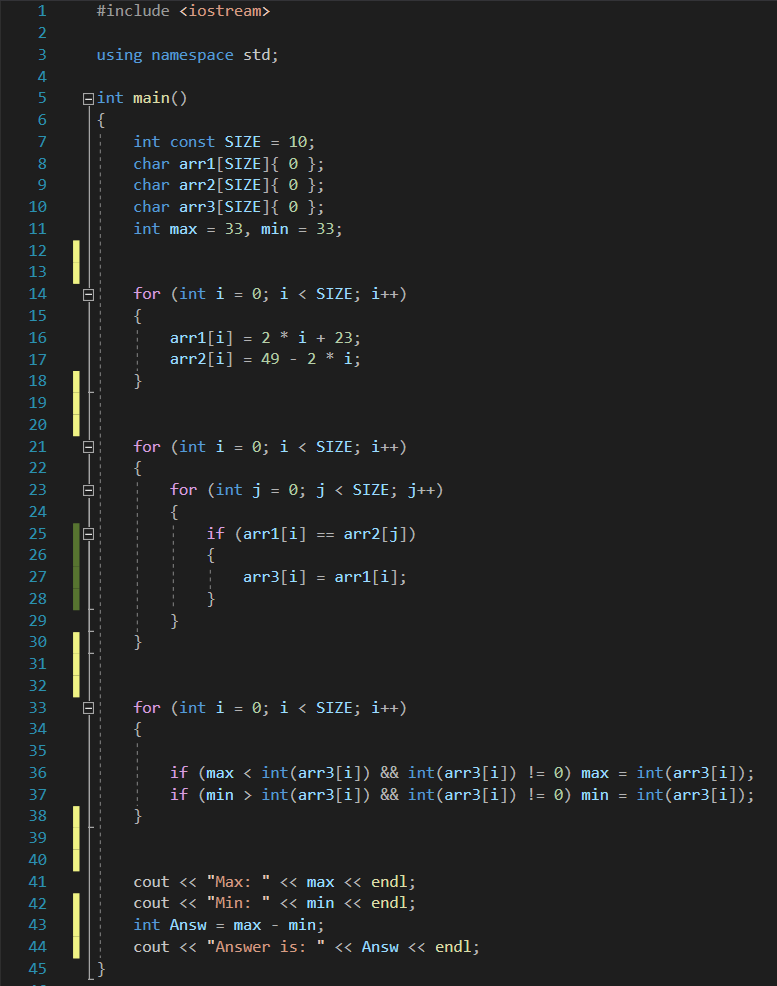 1 #include <iostream>
2
3 using namespace std;
4
5 int main()
6 {
7 int const SIZE = 10;
8 char arr1[SIZE]{ 0 };
9 char arr2[SIZE]{ 0 };
10 char arr3[SIZE]{ 0 };
11 int max = 33, min = 33;
12
13
14 for (int i = 0; i < SIZE; i++)
15 {
16 arr1[i] = 2 * i + 23;
17 arr2[i] = 49 - 2 * i;
18 }
19
20
21 for (int i = 0; i < SIZE; i++)
22 {
23 for (int j = 0; j < SIZE; j++)
24 {
25 if (arr1[i] == arr2[j])
26 {
27 arr3[i] = arr1[i];
28 }
29 }
30 }
31
32
33 for (int i = 0; i < SIZE; i++)
34 {
35
36 if (max < int(arr3[i]) && int(arr3[i]) != 0) max = int(arr3[i]);
37 if (min > int(arr3[i]) && int(arr3[i]) != 0) min = int(arr3[i]);
38 }
39
40
41 cout << "Max: " << max << endl;
42 cout << "Min: " << min << endl;
43 int Answ = max - min;
44 cout << "Answer is: " << Answ << endl;
45 }